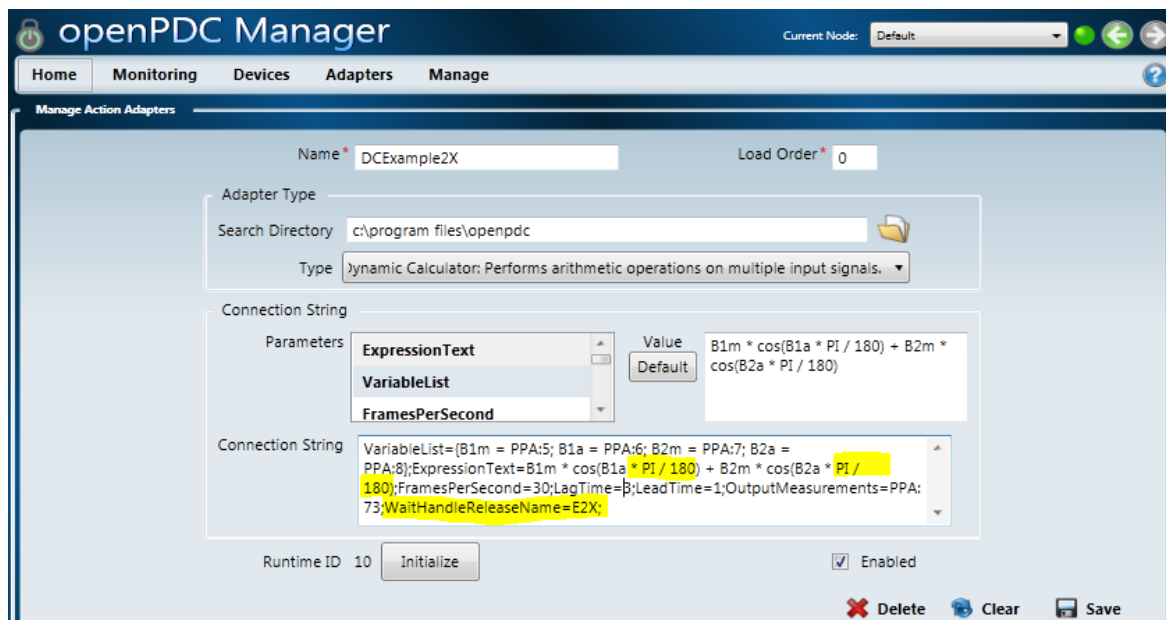 openPDC Manager
Current Node: Default
Home Monitoring Devices Adapters Manage
Manage Action Adapters
Name* DCExample2X Load Order* 0
Adapter Type
Search Directory c:\program files\openpdc
Type ynamic Calculator: Performs arithmetic operations on multiple input signals.
Connection String
Parameters ExpressionText Value B1m * cos(B1a * PI / 180) + B2m *
Default cos(B2a * PI / 180)
VariableList
FramesPerSecond
Connection String VariableList={B1m = PPA:5; B1a = PPA:6; B2m = PPA:7; B2a =
PPA:8};ExpressionText=B1m * cos(B1a * PI / 180) + B2m * cos(B2a * PI /
180);FramesPerSecond=30;LagTime=3;LeadTime=1;OutputMeasurements=PPA:
73;WaitHandleReleaseName=E2X;
Runtime ID 10 Initialize Enabled
Delete Clear Save